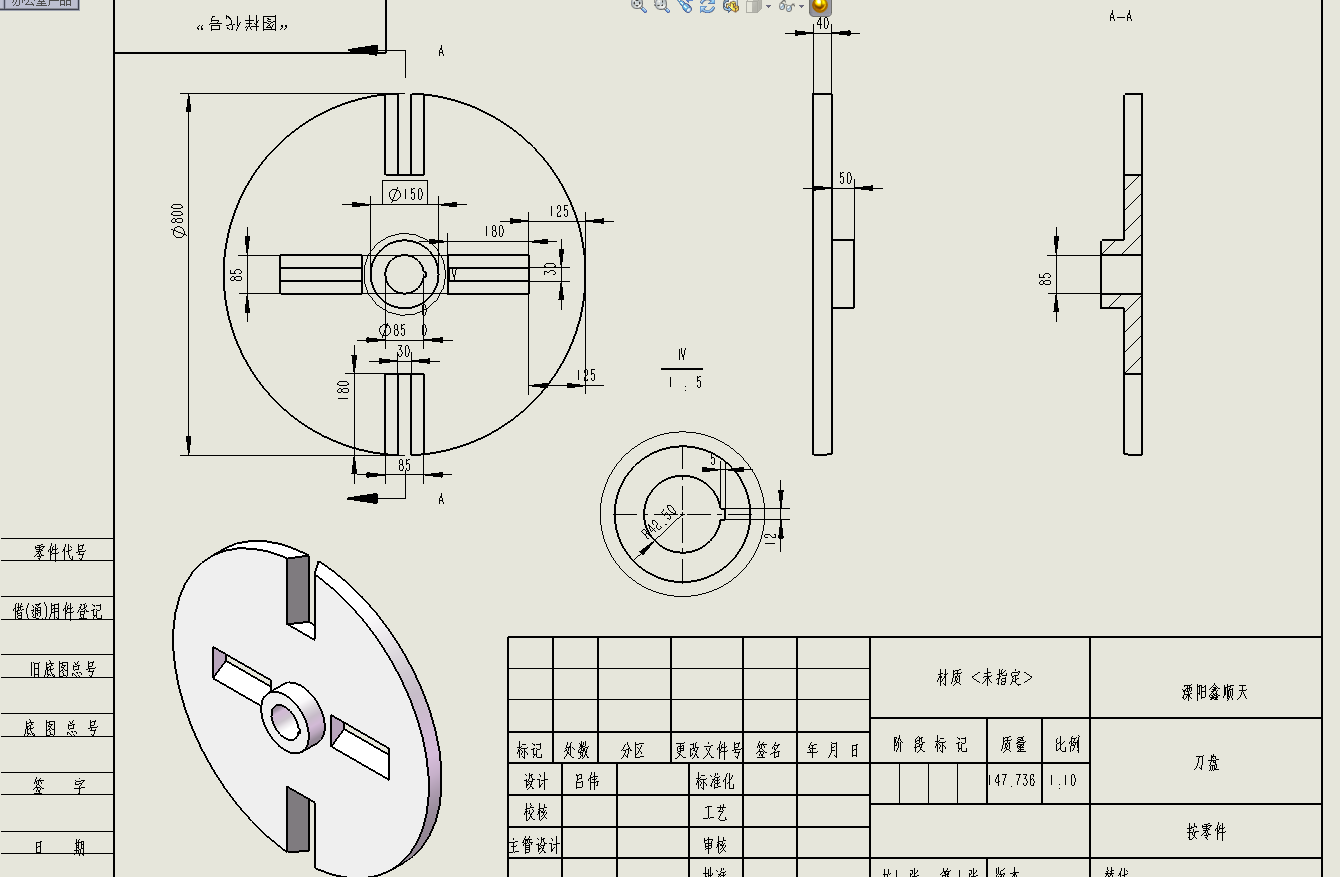 办公室产品
“图样代号”
A
A-A
40
Ø800
Ø150
50
125
180
85
30
V
85
Ø85
30
180
125
IV
1 : 5
85
A
5
R42.50
12
零件代号
借(通)用件登记
旧底图总号
底图总号
签 字
日 期
材质 <未指定>
溧阳鑫顺天
标记 处数 分区 更改文件号 签名 年 月 日
阶 段 标 记 质量 比例
刀盘
设计 吕伟 标准化
147.736 1:10
校核 工艺
按零件
主管设计 审核
批准
共1张 第1张 版本 替代